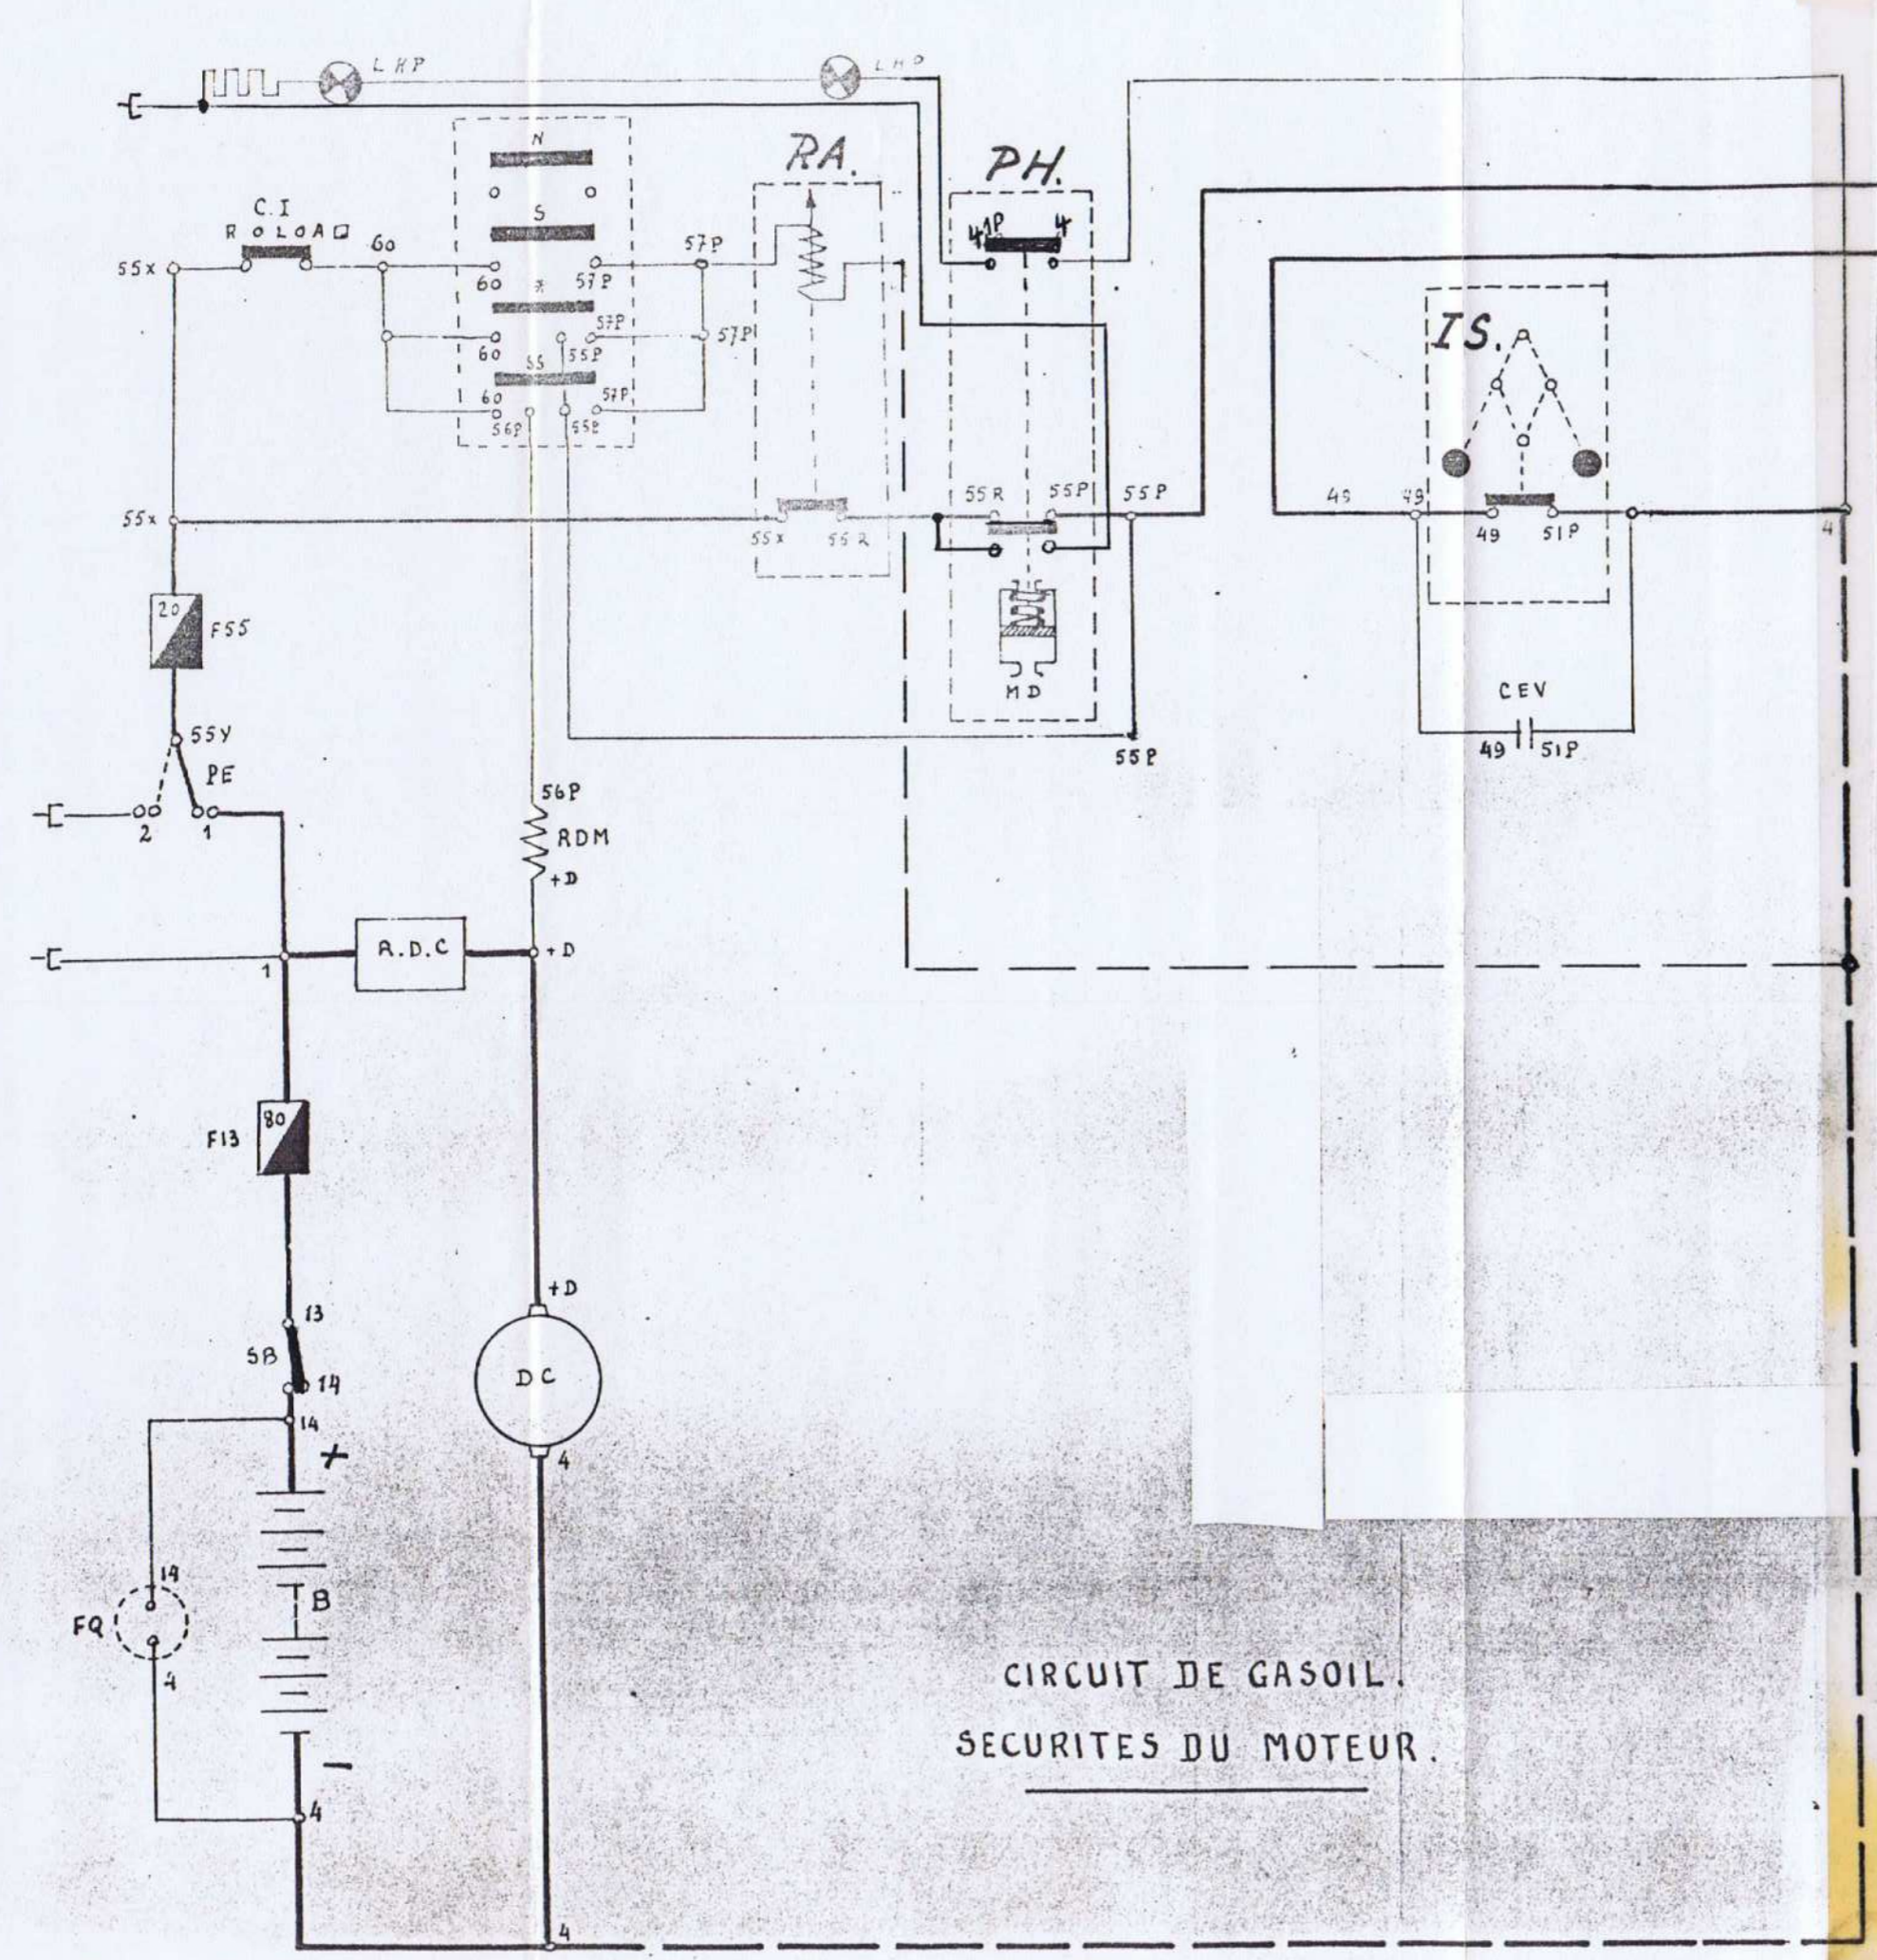 LHP
LHP
N
RA.
PH.
C.I
ROLOAD
S
41P
4
60
57P
55x
60
*
57P
IS.
57P
57P
60
55P
SS
60
57P
56P
55P
55R
55P
55P
49
49
55x
55x
55R
49
51P
4
20
F55
MD
CEV
55Y
49
51P
55P
PE
56P
2
1
RDM
+D
R.D.C
+D
1
80
F13
+D
13
SB
14
DC
14
+
4
14
B
FQ
4
CIRCUIT DE GASOIL.
SECURITES DU MOTEUR.
-
4
4